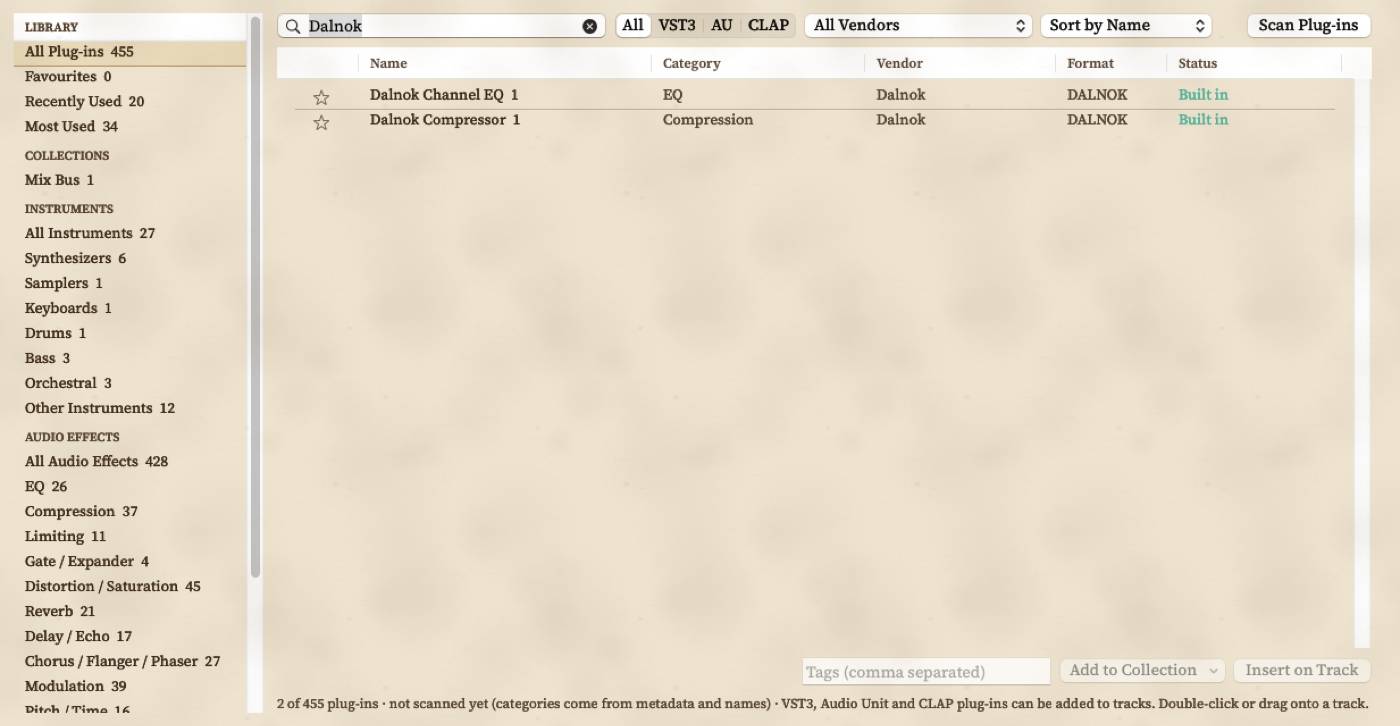 LIBRARY
All Plug-ins 455
Favourites 0
Recently Used 20
Most Used 34
COLLECTIONS
Mix Bus 1
INSTRUMENTS
All Instruments 27
Synthesizers 6
Samplers 1
Keyboards 1
Drums 1
Bass 3
Orchestral 3
Other Instruments 12
AUDIO EFFECTS
All Audio Effects 428
EQ 26
Compression 37
Limiting 11
Gate / Expander 4
Distortion / Saturation 45
Reverb 21
Delay / Echo 17
Chorus / Flanger / Phaser 27
Modulation 39
Pitch / Time 16
Dalnok All VST3 AU CLAP All Vendors Sort by Name Scan Plug-ins
Name Category Vendor Format Status
Dalnok Channel EQ 1 EQ Dalnok DALNOK Built in
Dalnok Compressor 1 Compression Dalnok DALNOK Built in
Tags (comma separated) Add to Collection Insert on Track
2 of 455 plug-ins · not scanned yet (categories come from metadata and names) · VST3, Audio Unit and CLAP plug-ins can be added to tracks. Double-click or drag onto a track.